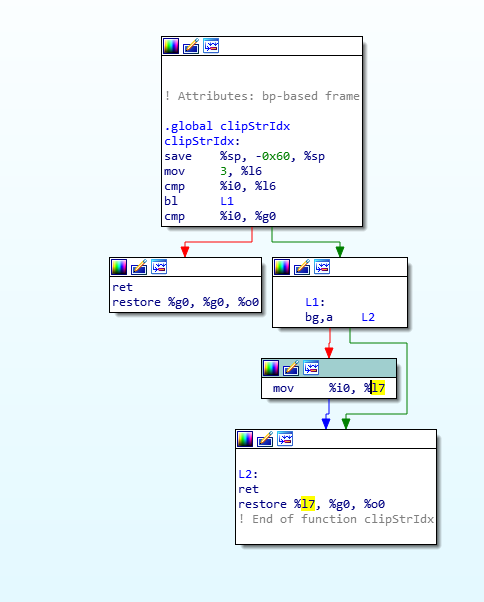 ! Attributes: bp-based frame
.global clipStrIdx
clipStrIdx:
save %sp, -0x60, %sp
mov 3, %l6
cmp %i0, %l6
bl L1
cmp %i0, %g0
ret
restore %g0, %g0, %o0
L1:
bg,a L2
mov %i0, %l7
L2:
ret
restore %l7, %g0, %o0
! End of function clipStrIdx